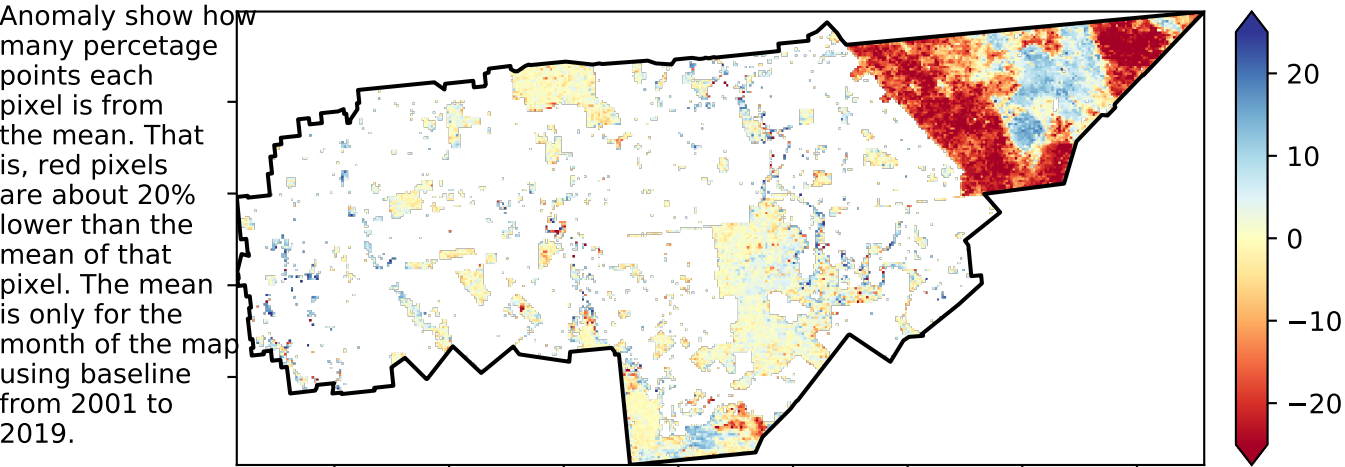 Anomaly show how
many percetage
points each
pixel is from
the mean. That
is, red pixels
are about 20%
lower than the
mean of that
pixel. The mean
is only for the
month of the map
using baseline
from 2001 to
2019.
20
10
0
−10
−20